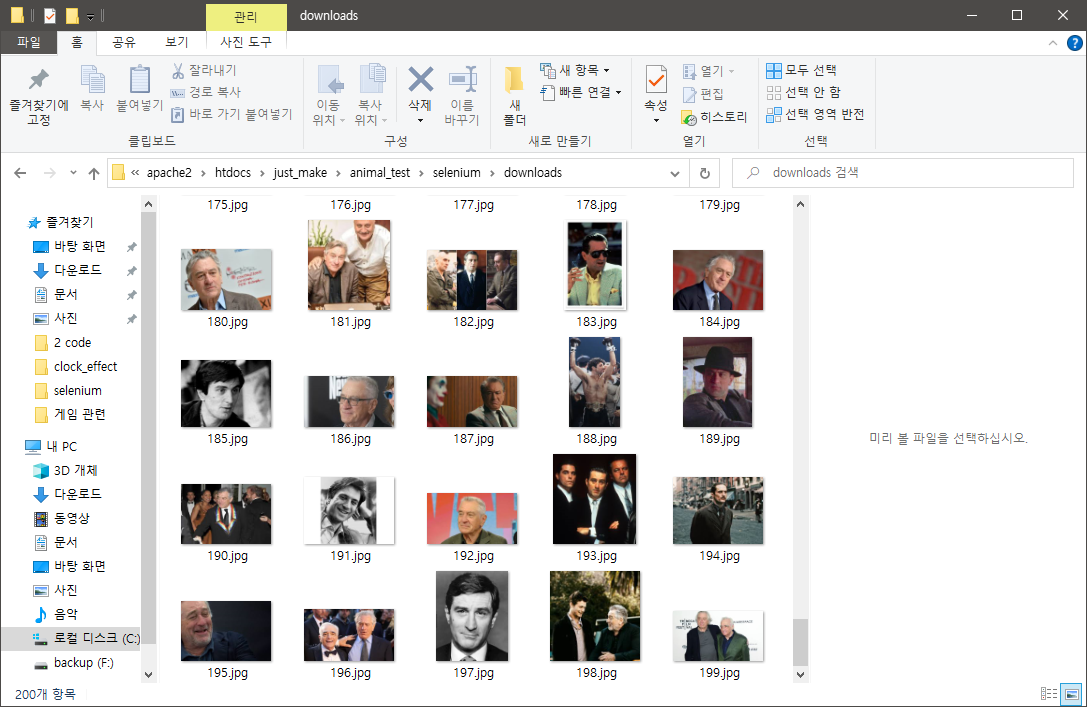 관리
downloads
파일
홈
공유
보기
사진 도구
즐겨찾기에 고정
복사
붙여넣기
잘라내기
경로 복사
바로 가기 붙여넣기
클립보드
이동 위치
복사 위치
삭제
이름 바꾸기
구성
새 폴더
새 항목
빠른 연결
새로 만들기
속성
열기
편집
히스토리
열기
모두 선택
선택 안 함
선택 영역 반전
선택
« apache2 › htdocs › just_make › animal_test › selenium › downloads
downloads 검색
즐겨찾기
바탕 화면
다운로드
문서
사진
2 code
clock_effect
selenium
게임 관련
내 PC
3D 개체
다운로드
동영상
문서
바탕 화면
사진
음악
로컬 디스크 (C:)
backup (F:)
175.jpg 176.jpg 177.jpg 178.jpg 179.jpg
180.jpg 181.jpg 182.jpg 183.jpg 184.jpg
185.jpg 186.jpg 187.jpg 188.jpg 189.jpg
190.jpg 191.jpg 192.jpg 193.jpg 194.jpg
195.jpg 196.jpg 197.jpg 198.jpg 199.jpg
미리 볼 파일을 선택하십시오.
200개 항목